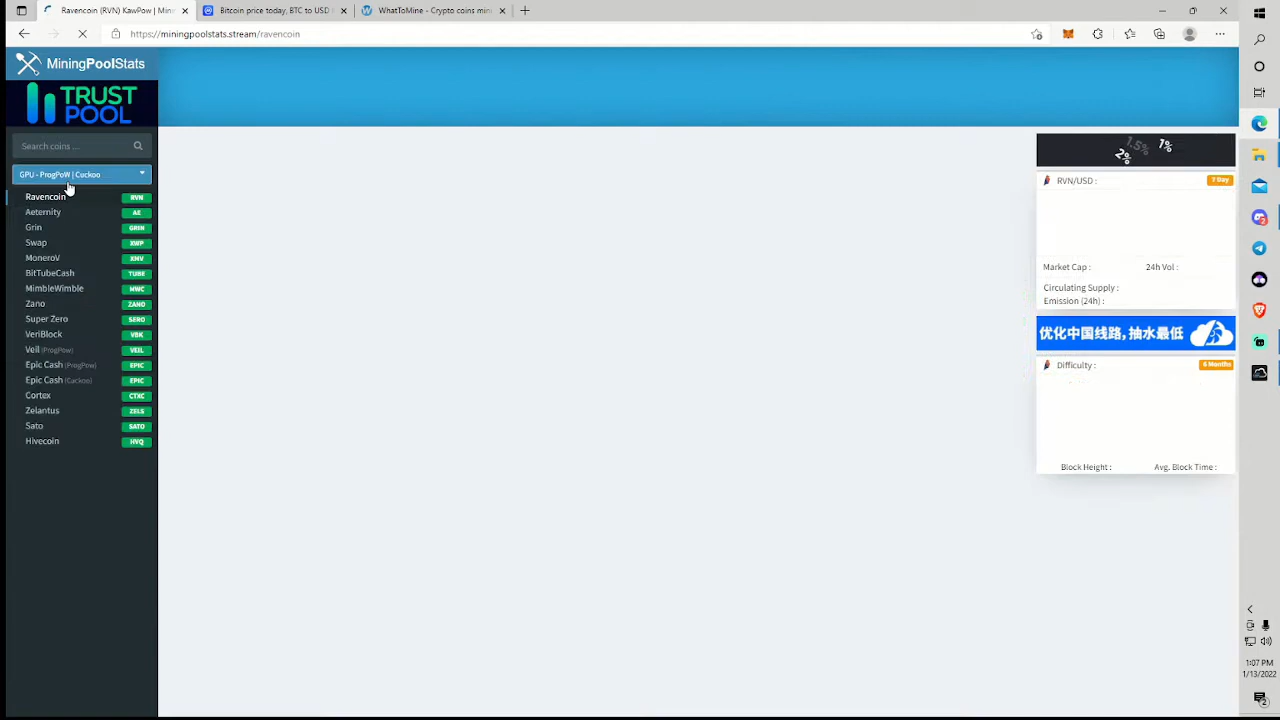 Ravencoin (RVN) KawPow | Mini
Bitcoin price today, BTC to USD
WhatToMine - Crypto coins min
https://miningpoolstats.stream/ravencoin
MiningPoolStats
TRUST
POOL
Search coins ...
GPU - ProgPoW | Cuckoo
Ravencoin RVN
Aeternity AE
Grin GRIN
Swap XWP
MoneroV XMV
BitTubeCash TUBE
MimbleWimble MWC
Zano ZANO
Super Zero SERO
VeriBlock VBK
Veil (ProgPow) VEIL
Epic Cash (ProgPow) EPIC
Epic Cash (Cuckoo) EPIC
Cortex CTXC
Zelantus ZELS
Sato SATO
Hivecoin HVQ
1.5%
1%
2%
RVN/USD :
7 Day
Market Cap :
24h Vol :
Circulating Supply :
Emission (24h) :
优化中国线路,抽水最低
Difficulty :
6 Months
Block Height :
Avg. Block Time :
1:07 PM
1/13/2022